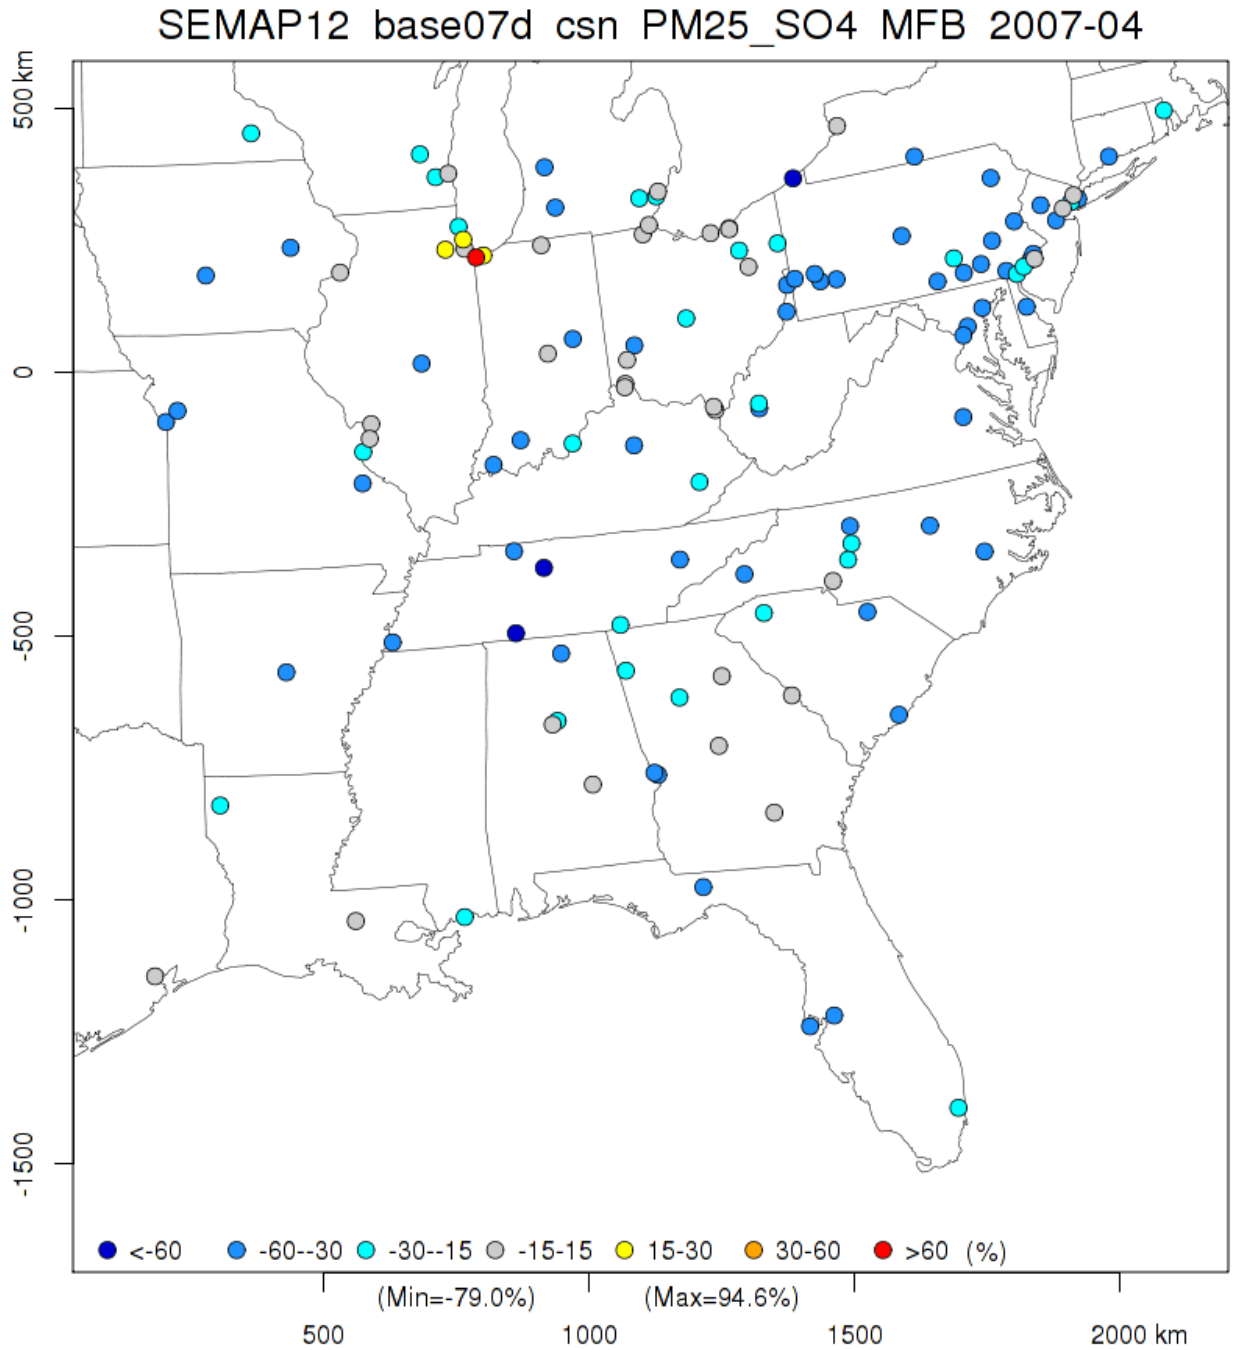 SEMAP12 base07d csn PM25_SO4 MFB 2007-04
500 km
0
-500
-1000
-1500
<-60 -60--30 -30--15 -15-15 15-30 30-60 >60 (%)
(Min=-79.0%) (Max=94.6%)
500 1000 1500 2000 km